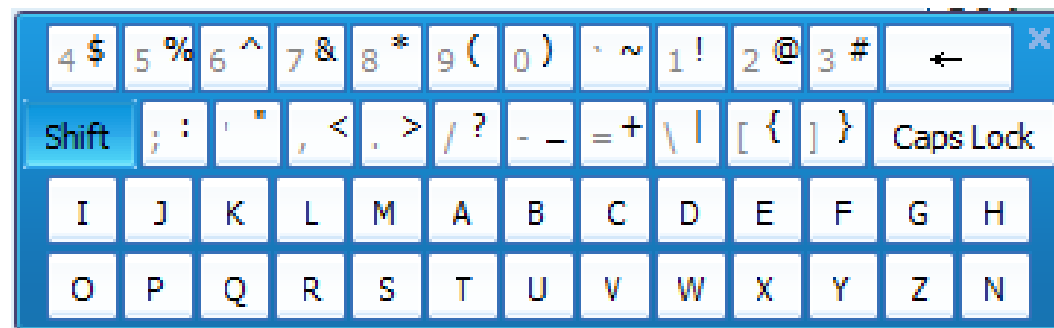 4 $ 5 % 6 ^ 7 & 8 * 9 ( 0 ) ` ~ 1 ! 2 @ 3 # ← ×
Shift ; : ' " , < . > / ? - _ = + \ | [ { ] } Caps Lock
I J K L M A B C D E F G H
O P Q R S T U V W X Y Z N